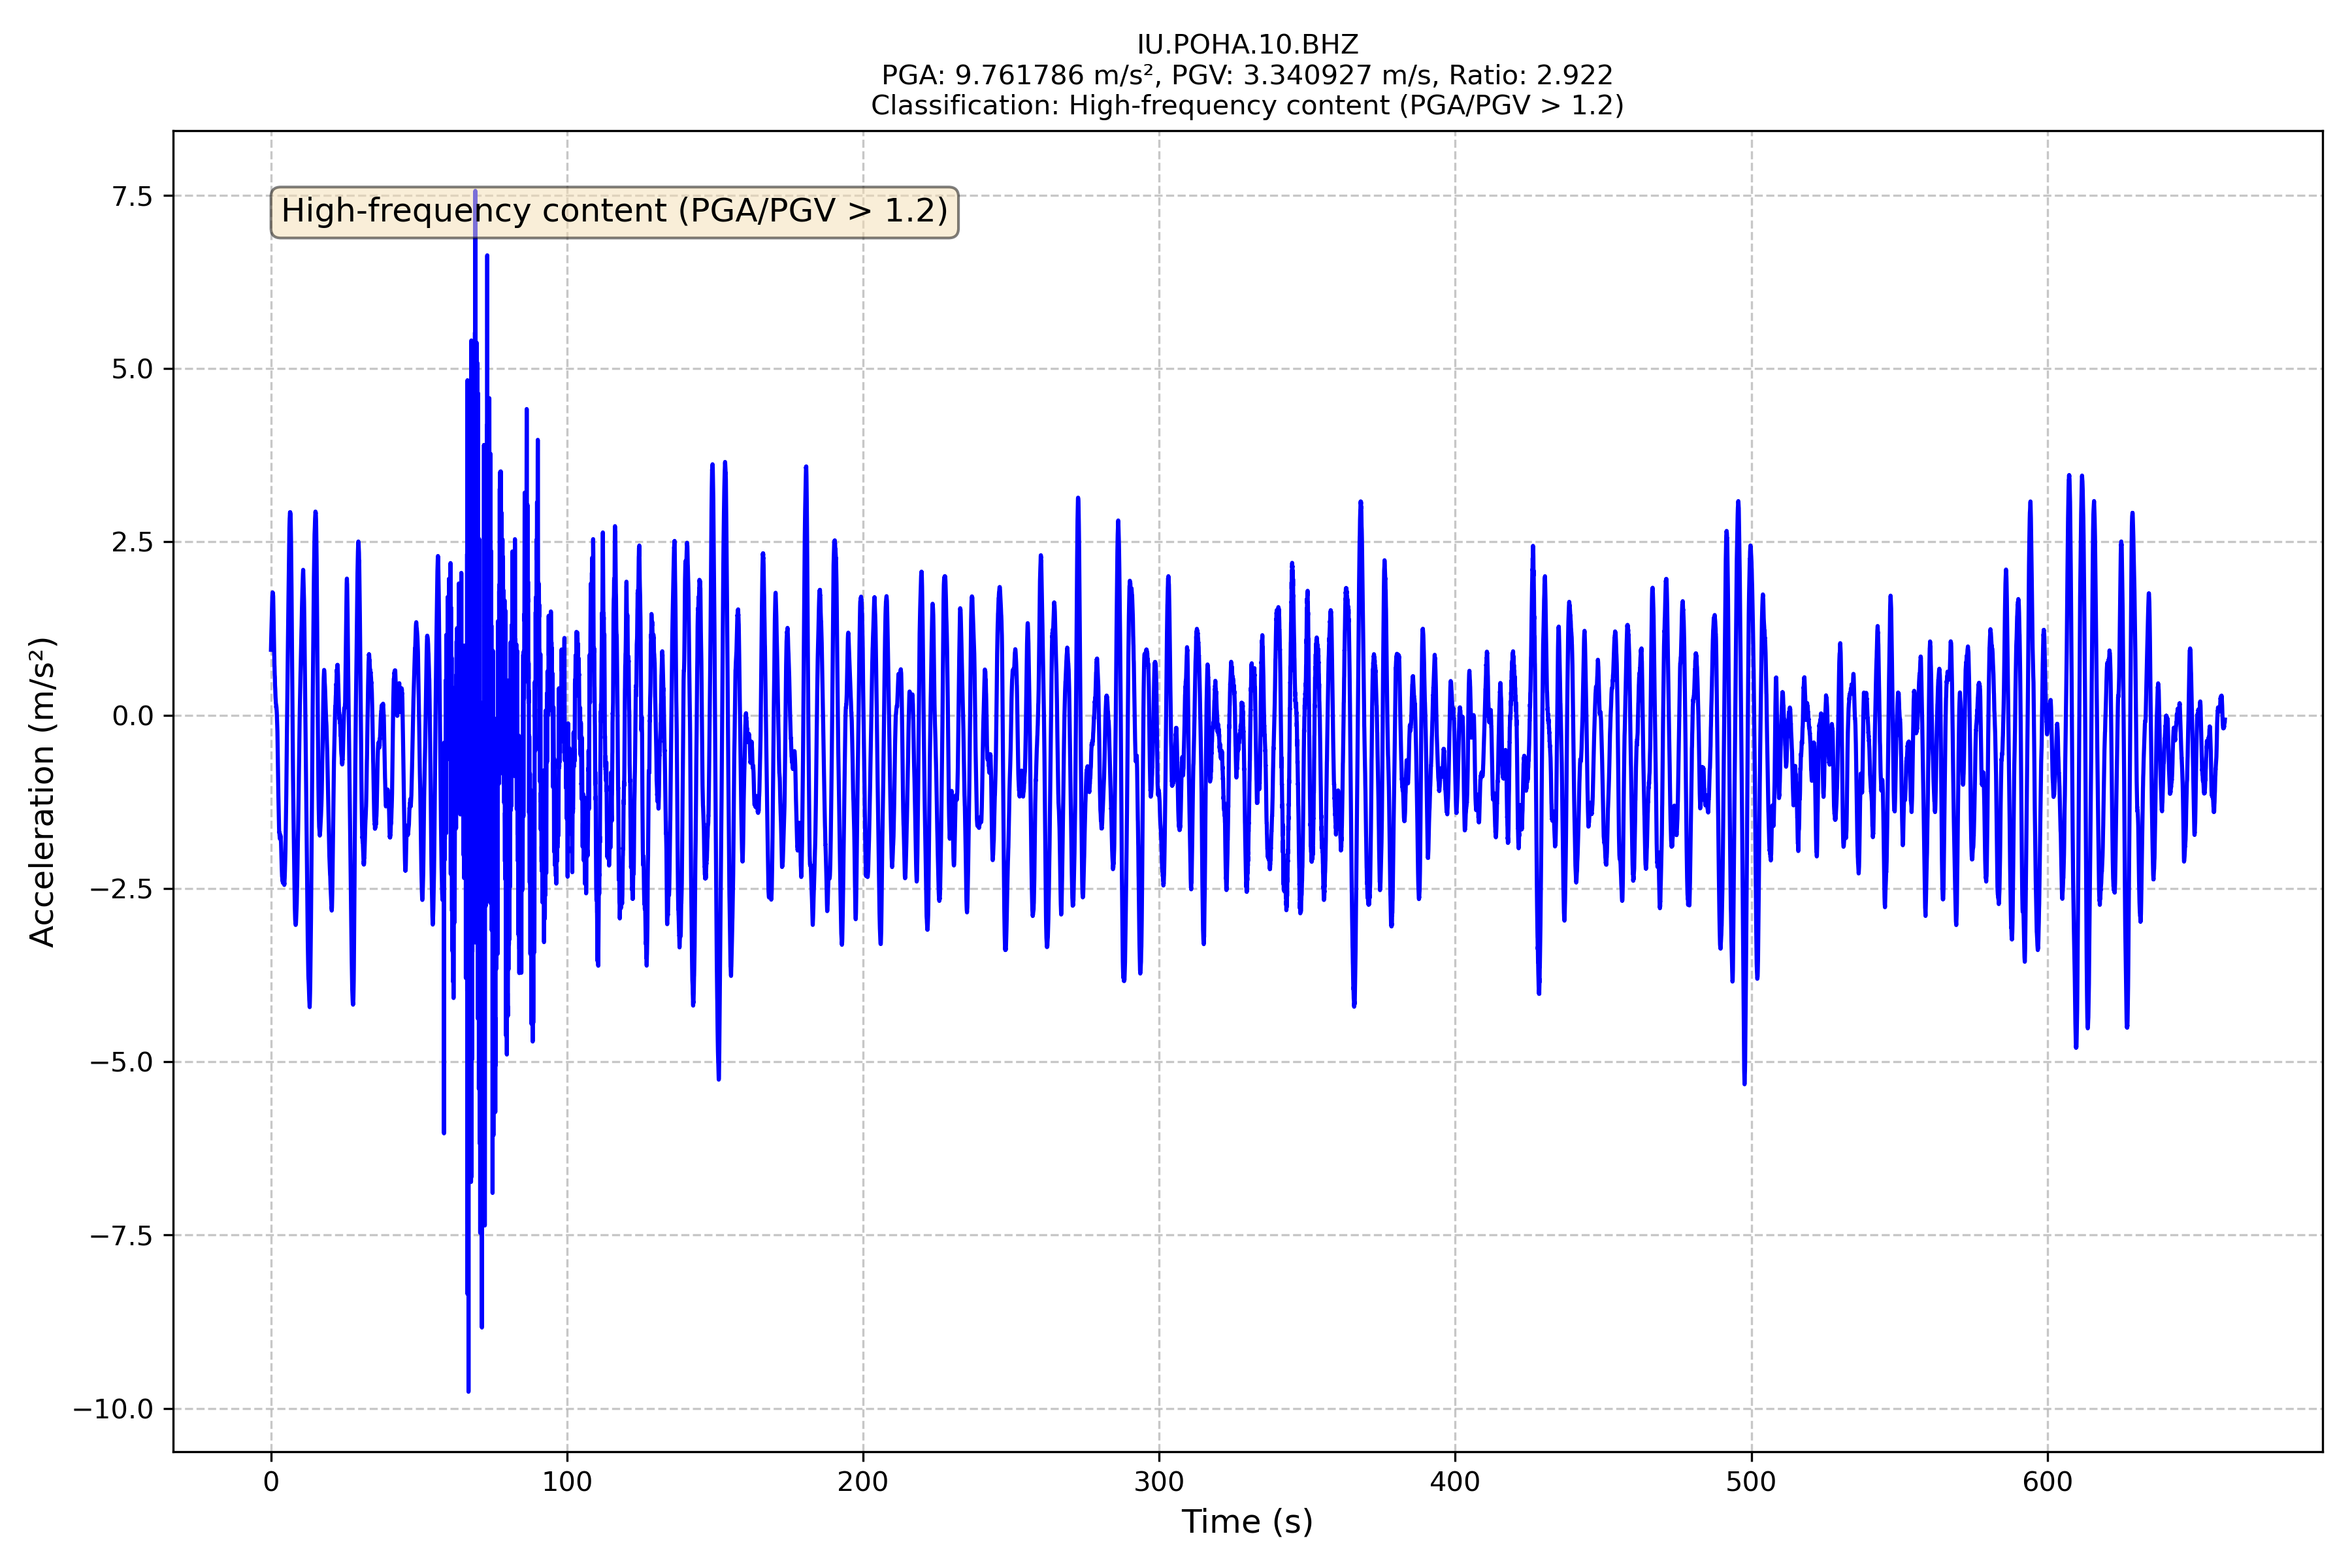 IU.POHA.10.BHZ
PGA: 9.761786 m/s², PGV: 3.340927 m/s, Ratio: 2.922
Classification: High-frequency content (PGA/PGV > 1.2)
High-frequency content (PGA/PGV > 1.2)
Acceleration (m/s²)
7.5
5.0
2.5
0.0
−2.5
−5.0
−7.5
−10.0
0 100 200 300 400 500 600
Time (s)